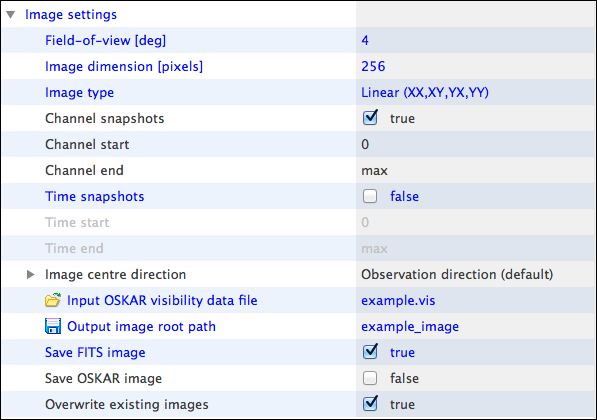 Image settings
Field-of-view [deg] 4
Image dimension [pixels] 256
Image type Linear (XX,XY,YX,YY)
Channel snapshots true
Channel start 0
Channel end max
Time snapshots false
Time start 0
Time end max
Image centre direction Observation direction (default)
Input OSKAR visibility data file example.vis
Output image root path example_image
Save FITS image true
Save OSKAR image false
Overwrite existing images true